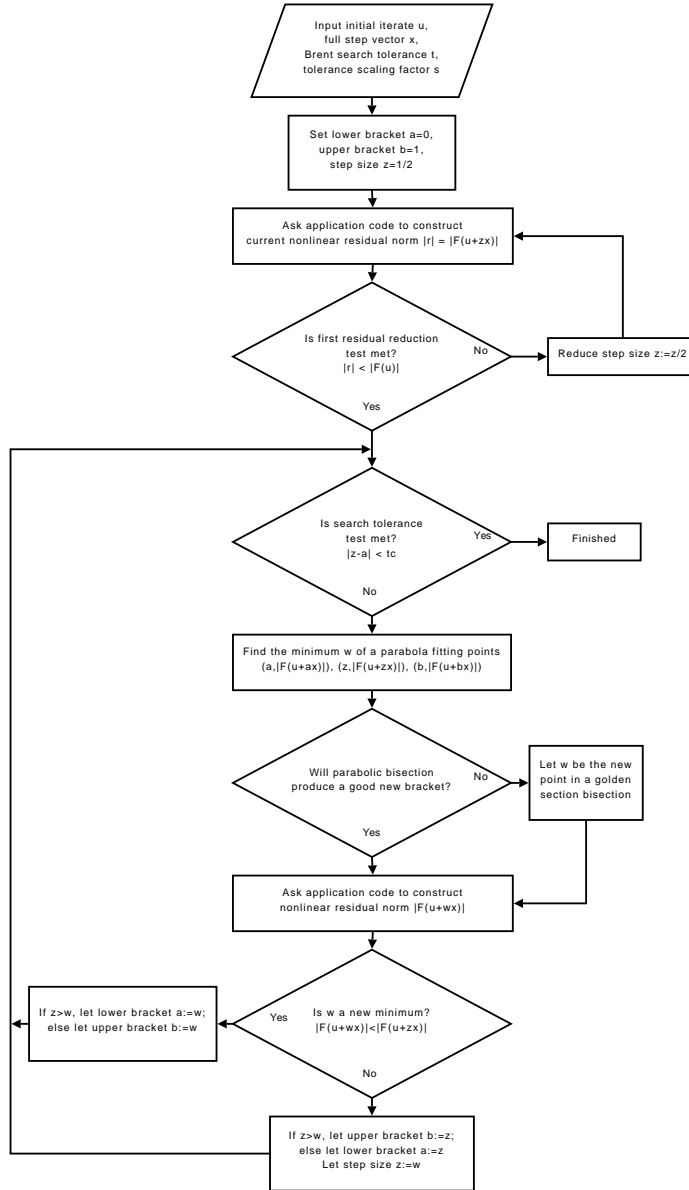 Input initial iterate u,
full step vector x,
Brent search tolerance t,
tolerance scaling factor s
Set lower bracket a=0,
upper bracket b=1,
step size z=1/2
Ask application code to construct
current nonlinear residual norm |r| = |F(u+zx)|
Is first residual reduction
test met?
|r| < |F(u)|
No
Reduce step size z:=z/2
Yes
Is search tolerance
test met?
|z-a| < tc
Yes
Finished
No
Find the minimum w of a parabola fitting points
(a,|F(u+ax)|), (z,|F(u+zx)|), (b,|F(u+bx)|)
Will parabolic bisection
produce a good new bracket?
No
Let w be the new
point in a golden
section bisection
Yes
Ask application code to construct
nonlinear residual norm |F(u+wx)|
Is w a new minimum?
|F(u+wx)|<|F(u+zx)|
Yes
If z>w, let lower bracket a:=w;
else let upper bracket b:=w
No
If z>w, let upper bracket b:=z;
else let lower bracket a:=z
Let step size z:=w